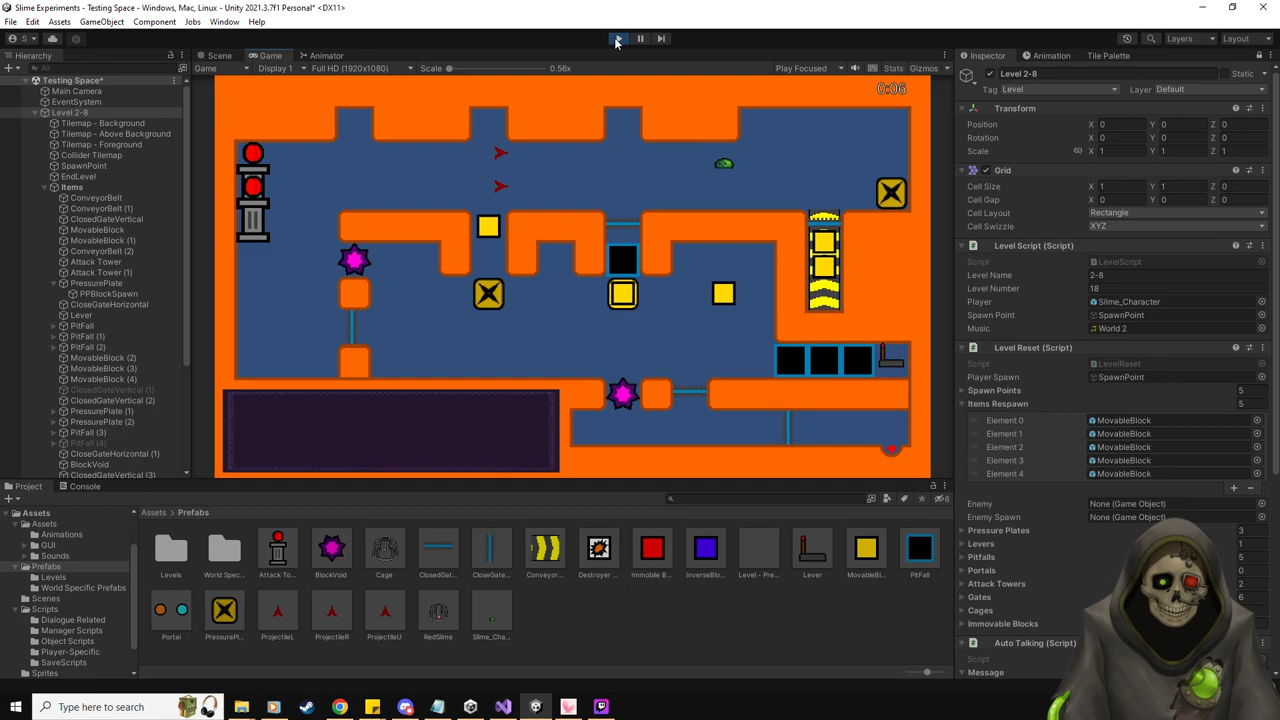 Slime Experiments - Testing Space - Windows, Mac, Linux - Unity 2021.3.7f1 Personal* <DX11>
File Edit Assets GameObject Component Jobs Window Help
S
Layers Layout
Hierarchy
Scene Game Animator
Inspector Animation Tile Palette
All
Game Display 1 Full HD (1920x1080) Scale 0.56x Play Focused Stats Gizmos
Level 2-8 Static
Tag Level Layer Default
Testing Space*
Main Camera
EventSystem
Level 2-8
Tilemap - Background
Tilemap - Above Background
Tilemap - Foreground
Collider Tilemap
SpawnPoint
EndLevel
Items
ConveyorBelt
ConveyorBelt (1)
ClosedGateVertical
MovableBlock
MovableBlock (1)
ConveyorBelt (2)
Attack Tower
Attack Tower (1)
PressurePlate
PPBlockSpawn
CloseGateHorizontal
Lever
PitFall
PitFall (1)
PitFall (2)
MovableBlock (2)
MovableBlock (3)
MovableBlock (4)
ClosedGateVertical (1)
ClosedGateVertical (2)
PressurePlate (1)
PressurePlate (2)
PitFall (3)
PitFall (4)
CloseGateHorizontal (1)
BlockVoid
ClosedGateVertical (3)
0:06
Transform
Position X 0 Y 0 Z 0
Rotation X 0 Y 0 Z 0
Scale X 1 Y 1 Z 1
Grid
Cell Size X 1 Y 1 Z 1
Cell Gap X 0 Y 0 Z 0
Cell Layout Rectangle
Cell Swizzle XYZ
Level Script (Script)
Script LevelScript
Level Name 2-8
Level Number 18
Player Slime_Character
Spawn Point SpawnPoint
Music World 2
Level Reset (Script)
Script LevelReset
Player Spawn SpawnPoint
Spawn Points 5
Items Respawn 5
Element 0 MovableBlock
Element 1 MovableBlock
Element 2 MovableBlock
Element 3 MovableBlock
Element 4 MovableBlock
Enemy None (Game Object)
Enemy Spawn None (Game Object)
Pressure Plates 3
Levers 1
Pitfalls 5
Portals 0
Attack Towers 2
Gates 6
Cages
Immovable Blocks
Auto Talking (Script)
Script
Message
Project Console
8
Assets
Assets
Animations
GUI
Sounds
Prefabs
Levels
World Specific Prefabs
Scenes
Scripts
Dialogue Related
Manager Scripts
Object Scripts
Player-Specific
SaveScripts
Sprites
Assets Prefabs
Levels World Spec... Attack To... BlockVoid Cage ClosedGat... CloseGate... Conveyor... Destroyer ... Immobile B... InverseBlo... Level - Pre... Lever MovableBl... PitFall
Portal PressurePl... ProjectileL ProjectileR ProjectileU RedSlime Slime_Cha...
Type here to search